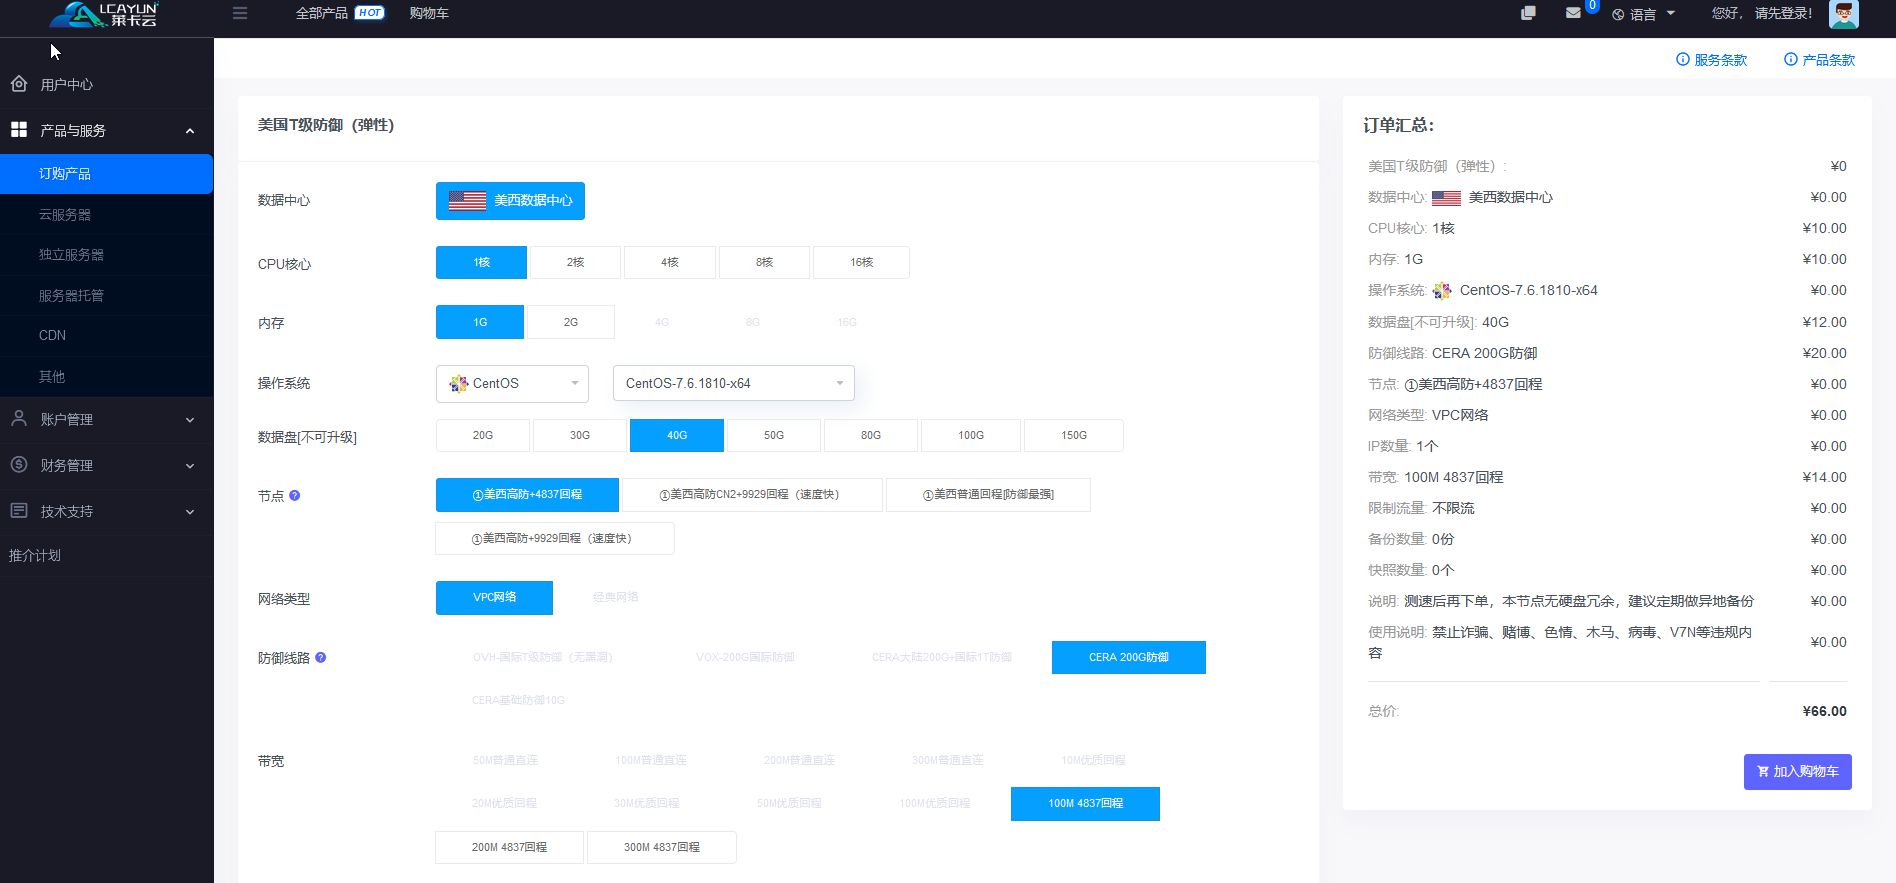 LCAYUN
莱卡云
全部产品 HOT 购物车
0
语言
您好, 请先登录!
用户中心
产品与服务
订购产品
云服务器
独立服务器
服务器托管
CDN
其他
账户管理
财务管理
技术支持
推介计划
服务条款 产品条款
美国T级防御（弹性）
数据中心 美西数据中心
CPU核心 1核 2核 4核 8核 16核
内存 1G 2G 4G 8G 16G
操作系统 CentOS CentOS-7.6.1810-x64
数据盘[不可升级] 20G 30G 40G 50G 80G 100G 150G
节点 ? ①美西高防+4837回程 ①美西高防CN2+9929回程（速度快） ①美西普通回程[防御最强]
①美西高防+9929回程（速度快）
网络类型 VPC网络 经典网络
防御线路 ? OVH-国际T级防御（无黑洞） VOX-200G国际防御 CERA大陆200G+国际1T防御 CERA 200G防御
CERA基础防御10G
带宽 50M普通直连 100M普通直连 200M普通直连 300M普通直连 10M优质回程
20M优质回程 30M优质回程 50M优质回程 100M优质回程 100M 4837回程
200M 4837回程 300M 4837回程
订单汇总:
美国T级防御（弹性）: ¥0
数据中心: 美西数据中心 ¥0.00
CPU核心: 1核 ¥10.00
内存: 1G ¥10.00
操作系统: CentOS-7.6.1810-x64 ¥0.00
数据盘[不可升级]: 40G ¥12.00
防御线路: CERA 200G防御 ¥20.00
节点: ①美西高防+4837回程 ¥0.00
网络类型: VPC网络 ¥0.00
IP数量: 1个 ¥0.00
带宽: 100M 4837回程 ¥14.00
限制流量: 不限流 ¥0.00
备份数量: 0份 ¥0.00
快照数量: 0个 ¥0.00
说明: 测速后再下单，本节点无硬盘冗余，建议定期做异地备份 ¥0.00
使用说明: 禁止诈骗、赌博、色情、木马、病毒、V7N等违规内
容 ¥0.00
总价: ¥66.00
加入购物车